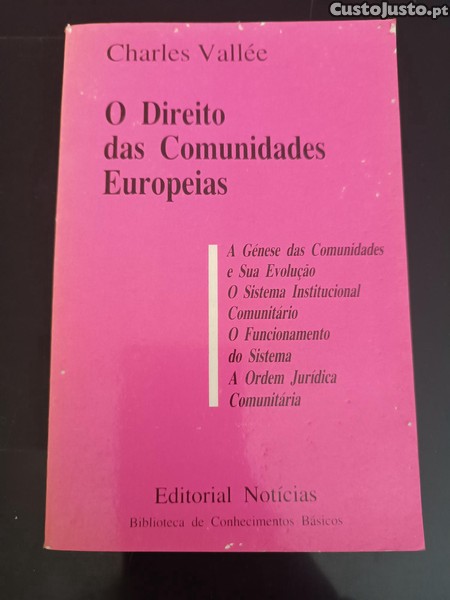 CustoJusto.pt
Charles Vallée
O Direito
das Comunidades
Europeias
A Génese das Comunidades
e Sua Evolução
O Sistema Institucional
Comunitário
O Funcionamento
do Sistema
A Ordem Jurídica
Comunitária
Editorial Notícias
Biblioteca de Conhecimentos Básicos